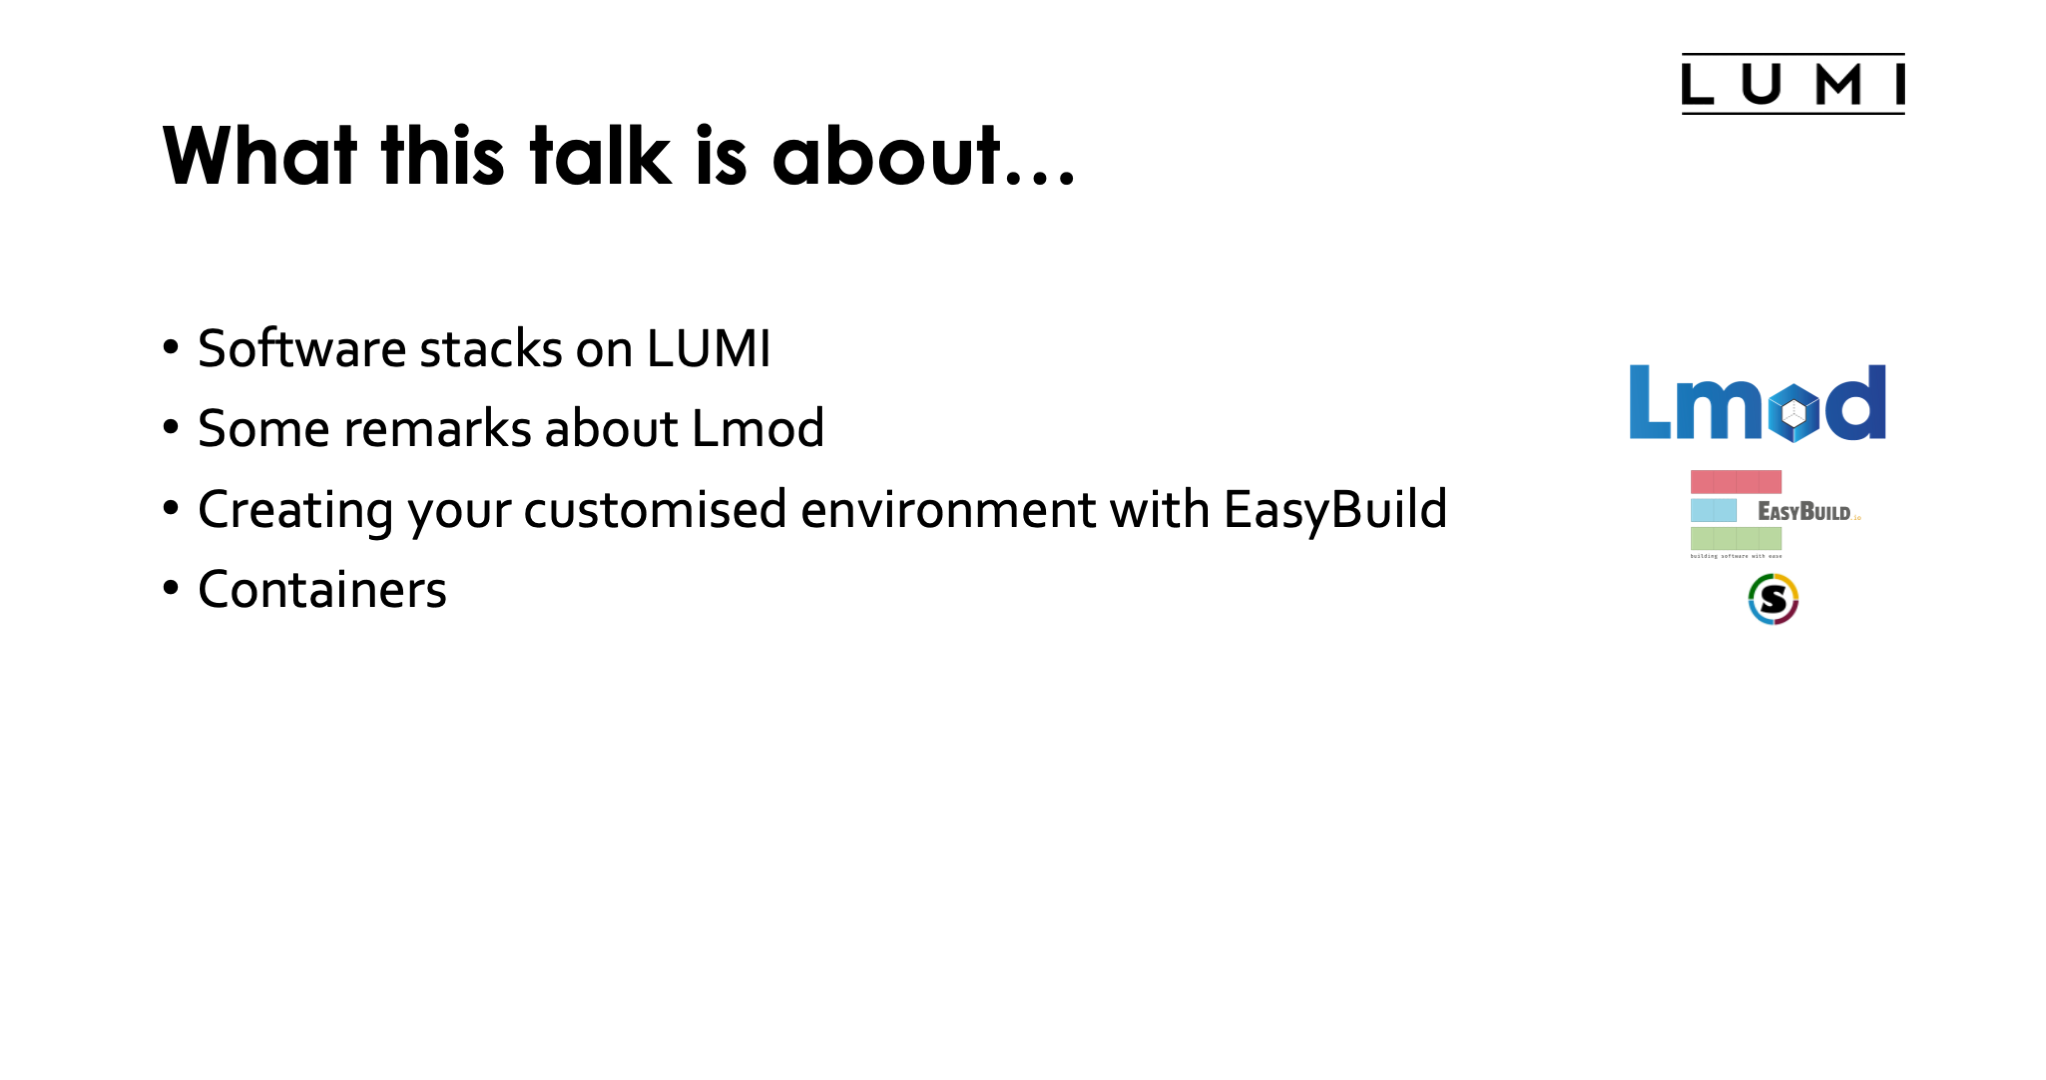 LUMI
What this talk is about...
• Software stacks on LUMI
• Some remarks about Lmod
• Creating your customised environment with EasyBuild
• Containers
Lmod
EASYBUILD.io
building software with ease
S